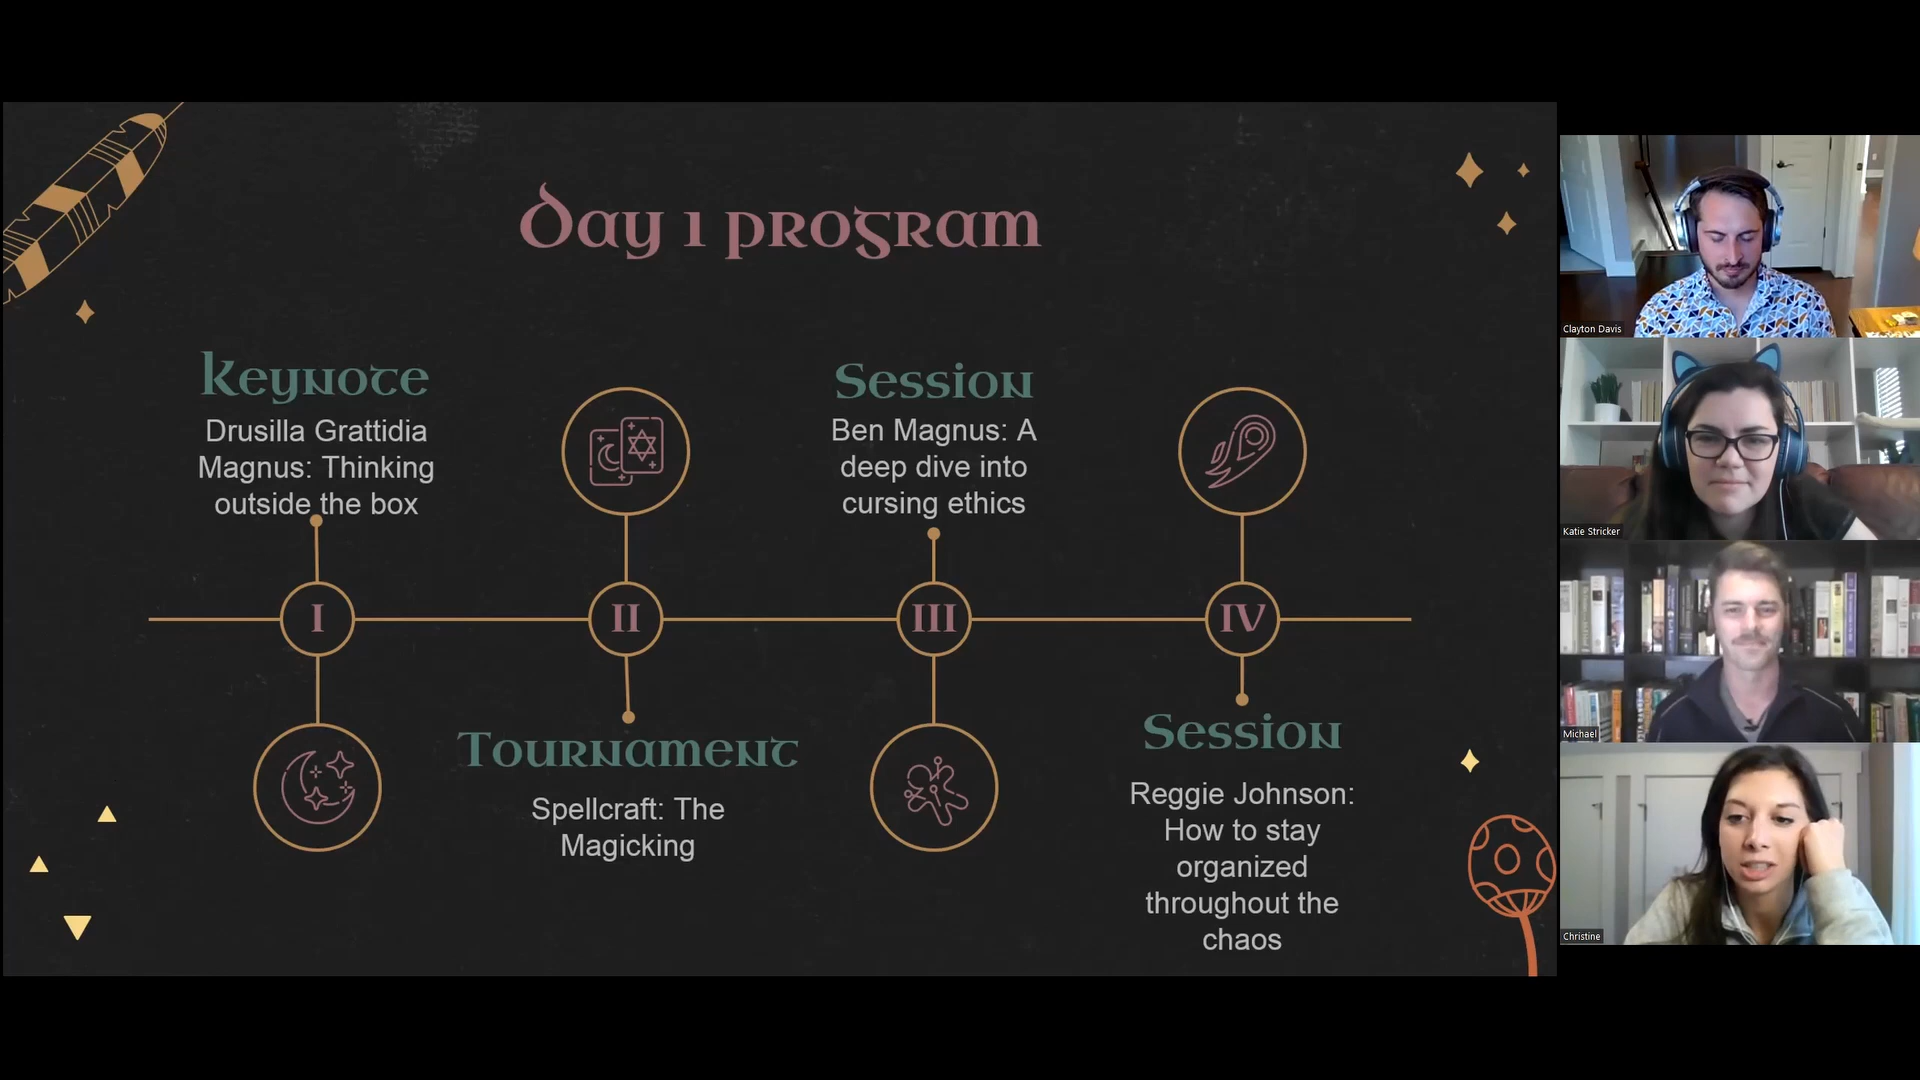 Day 1 program
Keynote
Drusilla Grattidia
Magnus: Thinking
outside the box
Session
Ben Magnus: A
deep dive into
cursing ethics
I
II
III
IV
Tournament
Spellcraft: The
Magicking
Session
Reggie Johnson:
How to stay
organized
throughout the
chaos
Clayton Davis
Katie Stricker
Michael
Christine